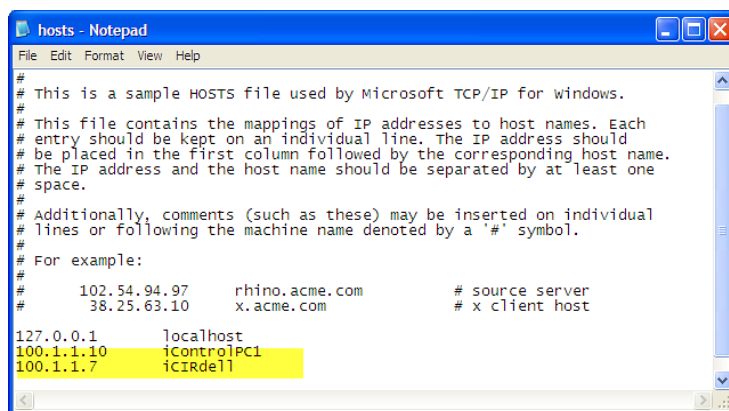 hosts - Notepad
File Edit Format View Help
#
# This is a sample HOSTS file used by Microsoft TCP/IP for Windows.
#
# This file contains the mappings of IP addresses to host names. Each
# entry should be kept on an individual line. The IP address should
# be placed in the first column followed by the corresponding host name.
# The IP address and the host name should be separated by at least one
# space.
#
# Additionally, comments (such as these) may be inserted on individual
# lines or following the machine name denoted by a '#' symbol.
#
# For example:
#
#      102.54.94.97     rhino.acme.com          # source server
#       38.25.63.10     x.acme.com              # x client host

127.0.0.1       localhost
100.1.1.10      iControlPC1
100.1.1.7       iCIRdell